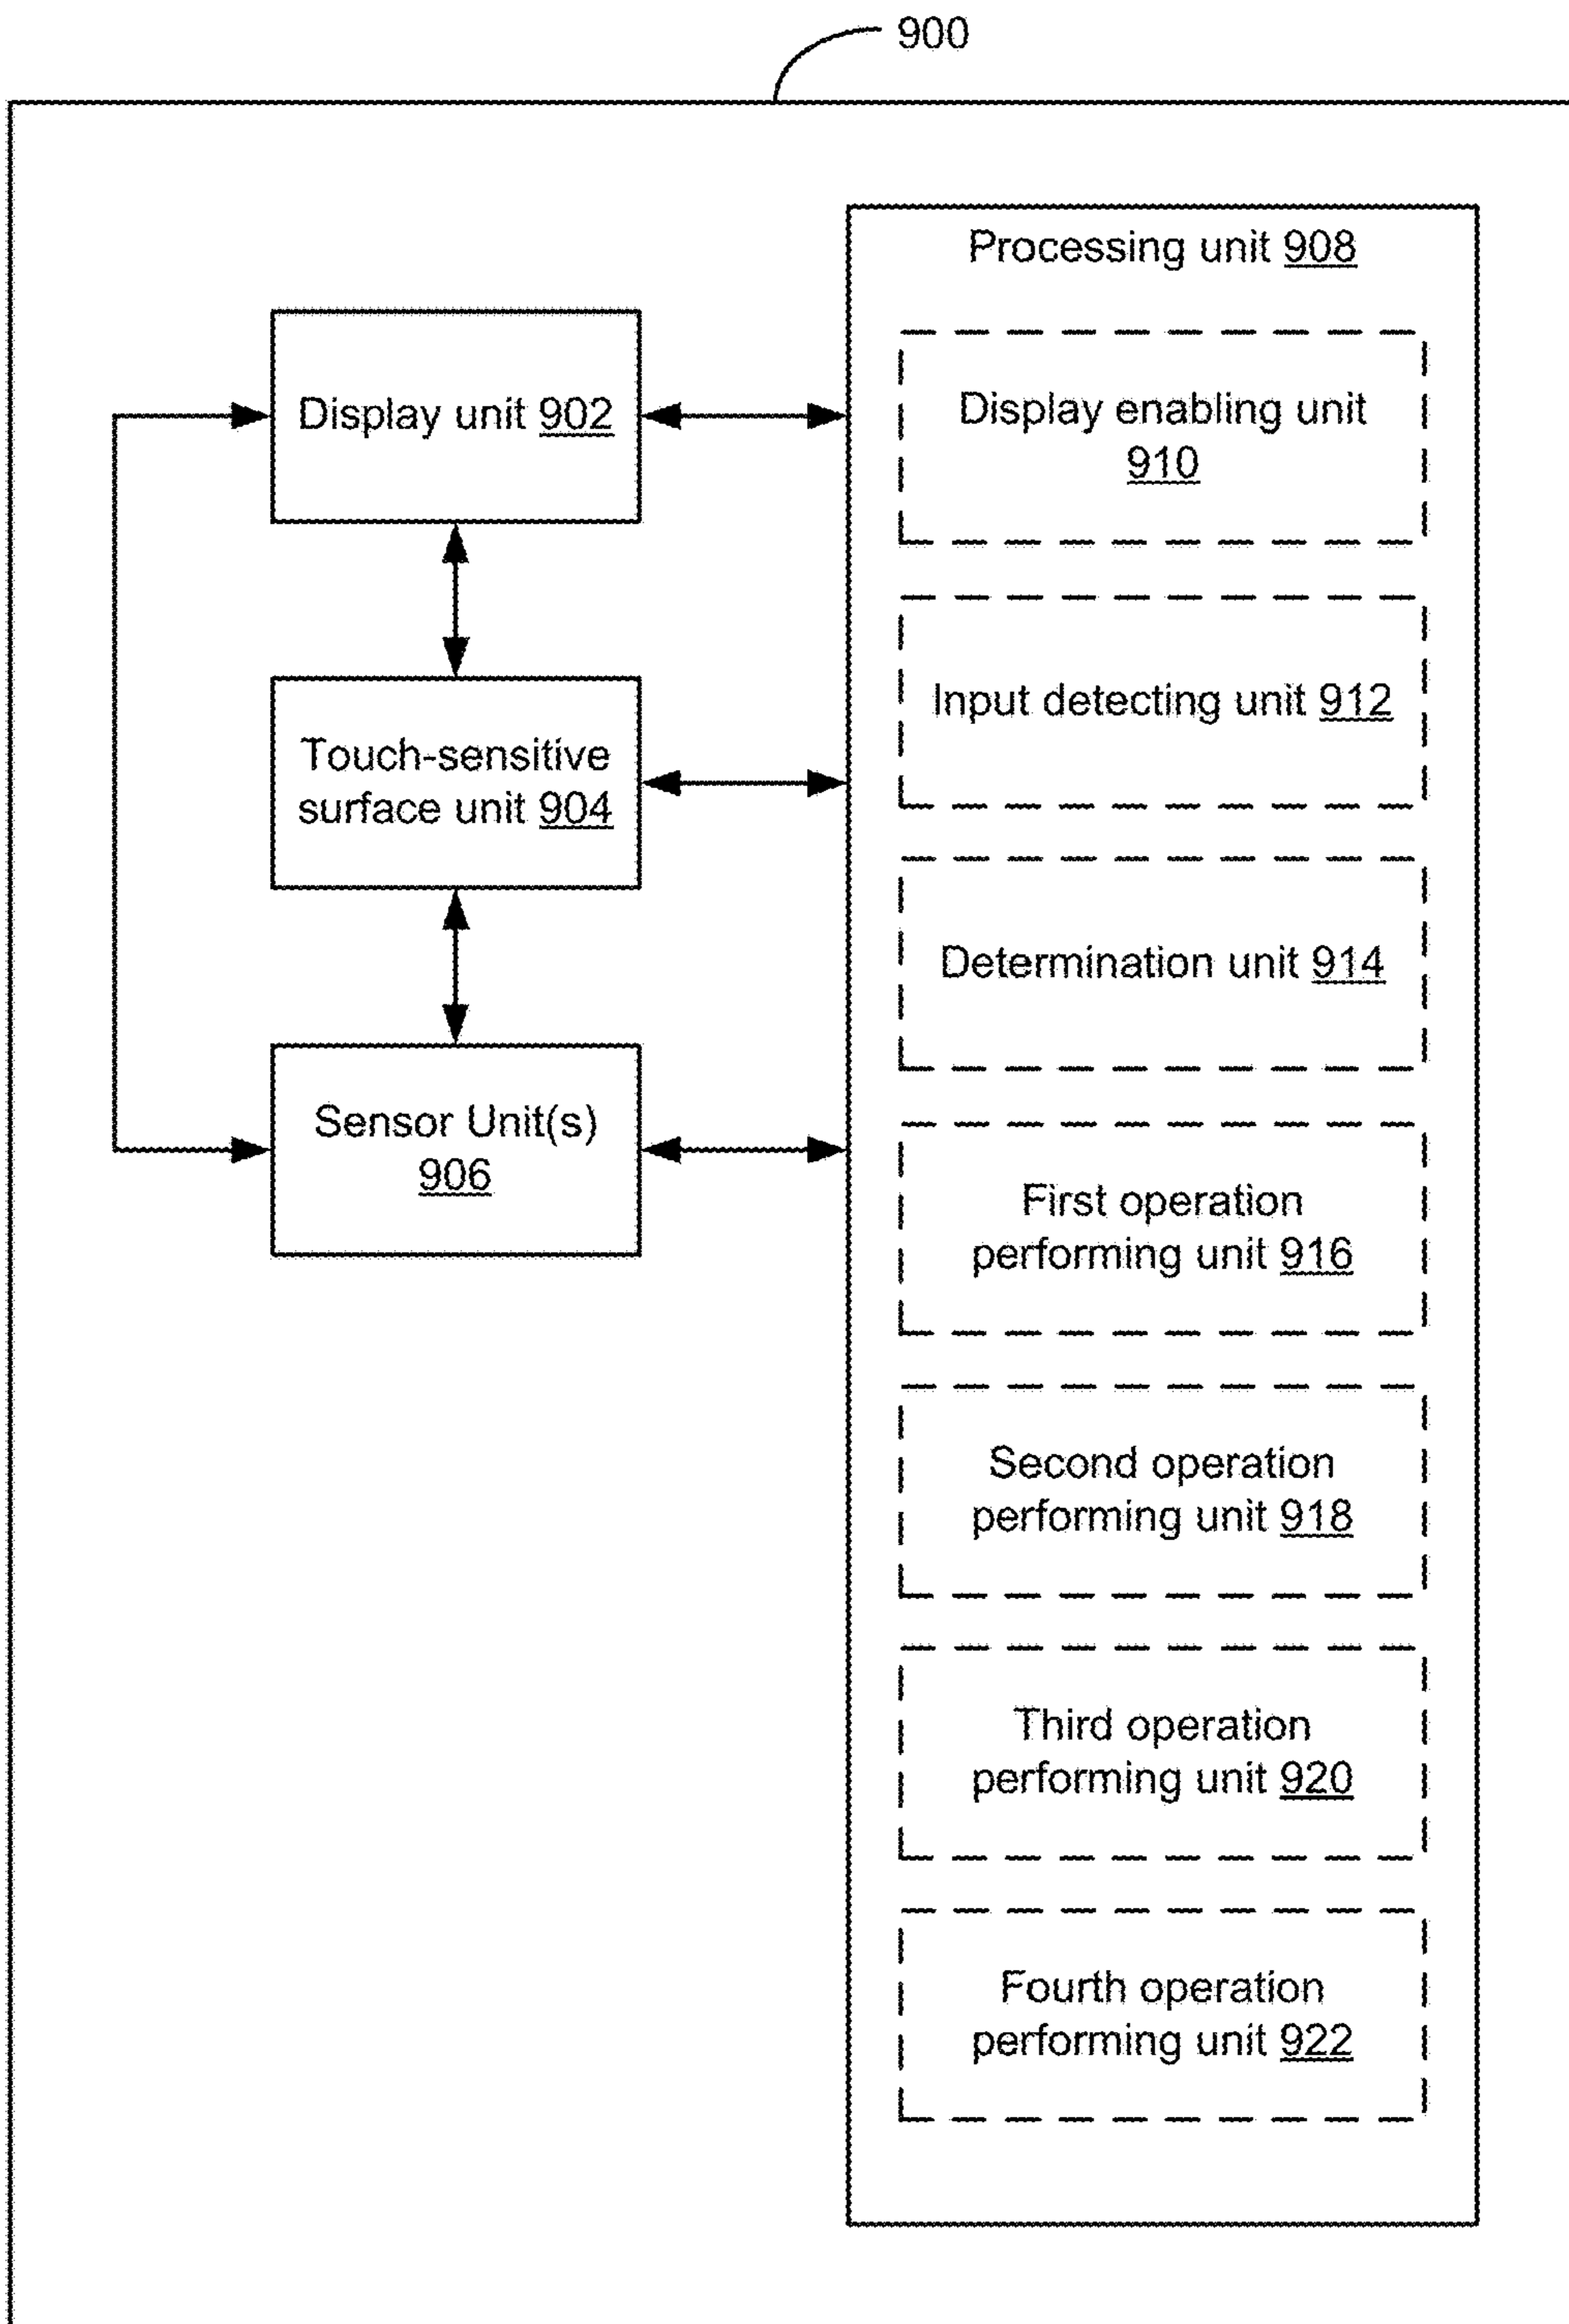 900
Processing unit 908
Display unit 902
Display enabling unit
910
Input detecting unit 912
Touch-sensitive
surface unit 904
Determination unit 914
Sensor Unit(s)
906
First operation
performing unit 916
Second operation
performing unit 918
Third operation
performing unit 920
Fourth operation
performing unit 922